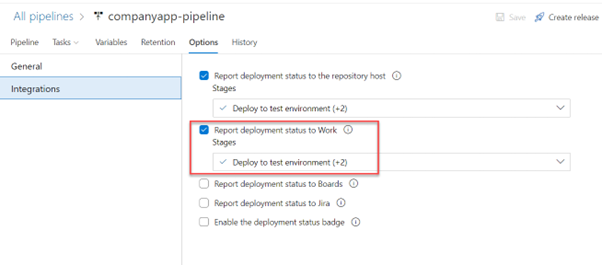 All pipelines > companyapp-pipeline
Save Create release
Pipeline Tasks Variables Retention Options History
General
Integrations
Report deployment status to the repository host
Stages
Deploy to test environment (+2)
Report deployment status to Work
Stages
Deploy to test environment (+2)
Report deployment status to Boards
Report deployment status to Jira
Enable the deployment status badge